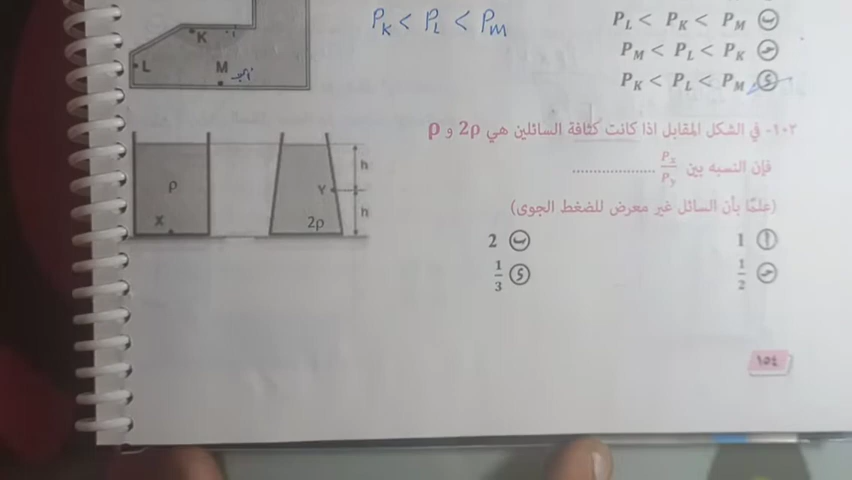 K
L
M
P_K < P_L < P_M
P_L < P_K < P_M ب
P_M < P_L < P_K ج
P_K < P_L < P_M د
١٠٢- في الشكل المقابل اذا كانت كثافة السائلين هي 2ρ و ρ
فإن النسبه بين P_x/P_y ...................
(علمًا بأن السائل غير معرض للضغط الجوى)
أ 1
ب 2
ج 1/2
د 1/3
ρ
X
Y
2ρ
h
h
١٥٤